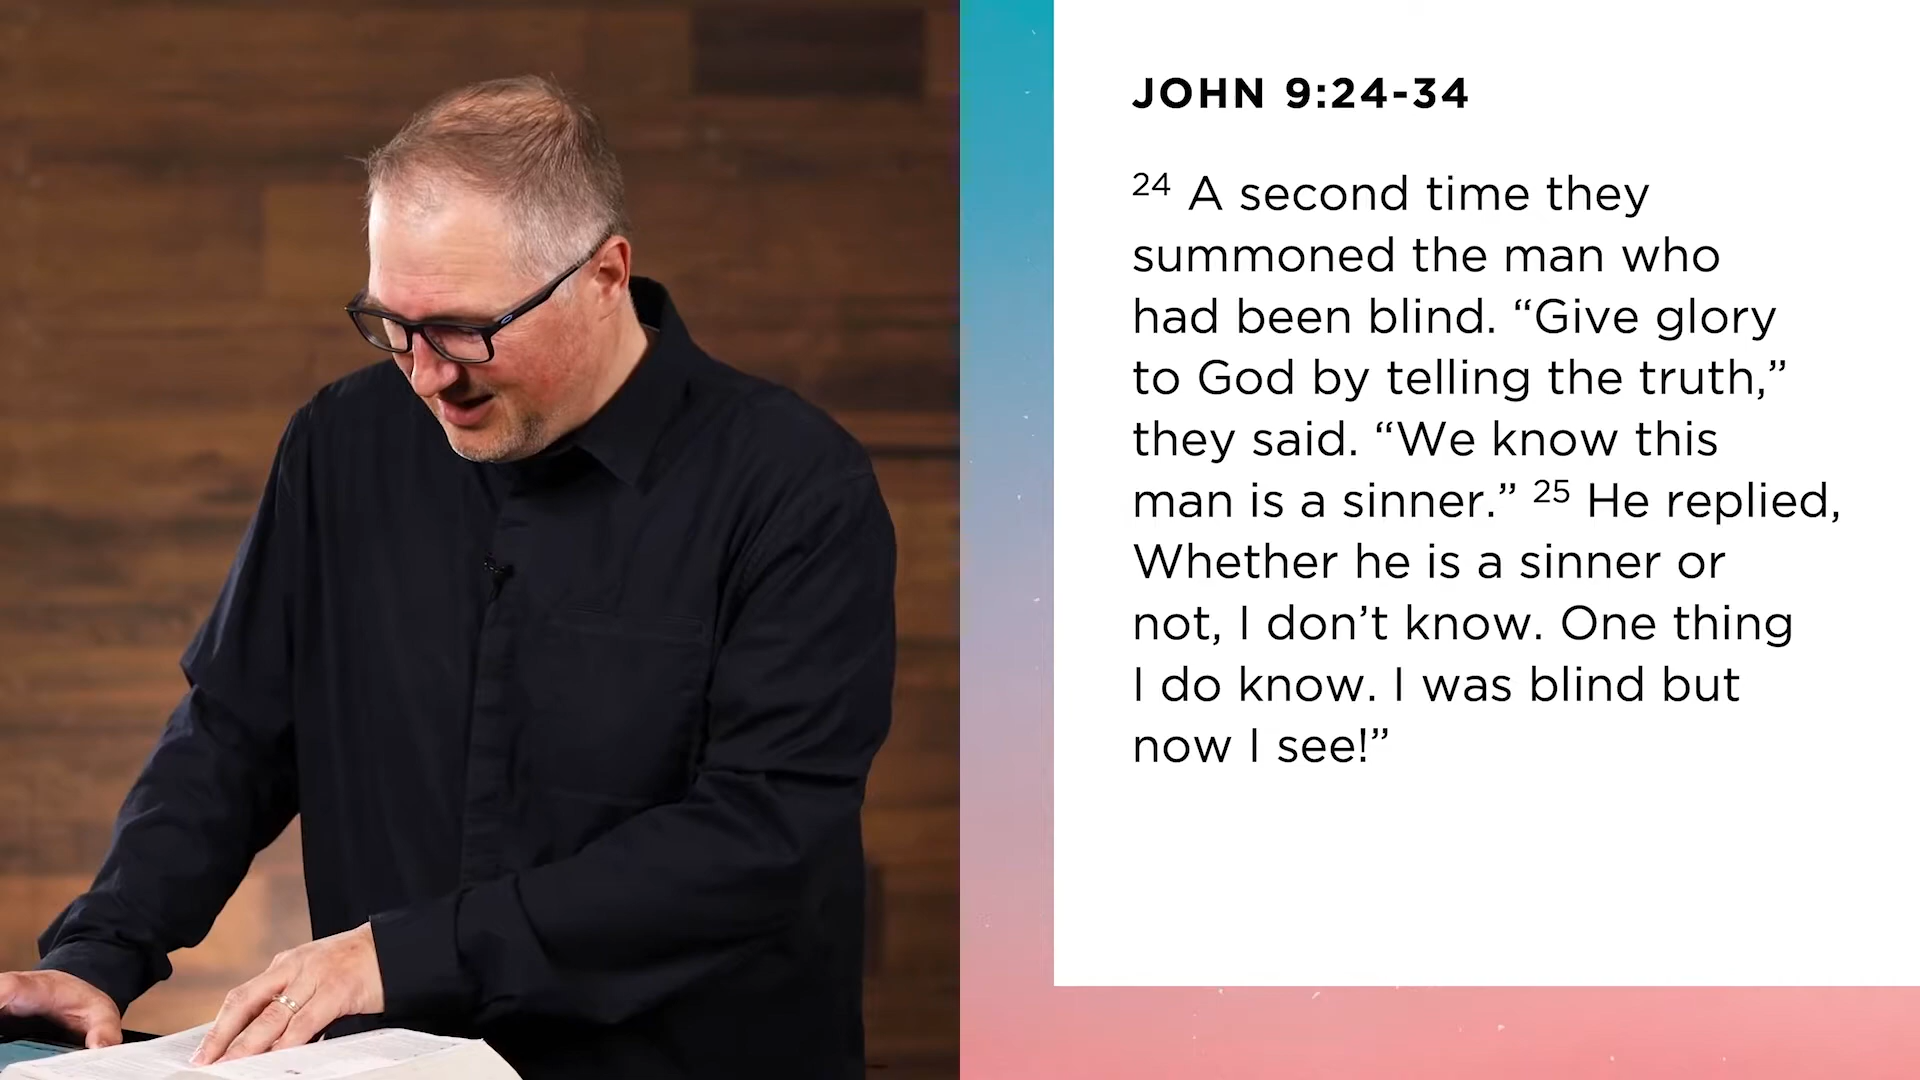 JOHN 9:24-34
24 A second time they
summoned the man who
had been blind. “Give glory
to God by telling the truth,”
they said. “We know this
man is a sinner.” 25 He replied,
Whether he is a sinner or
not, I don’t know. One thing
I do know. I was blind but
now I see!”